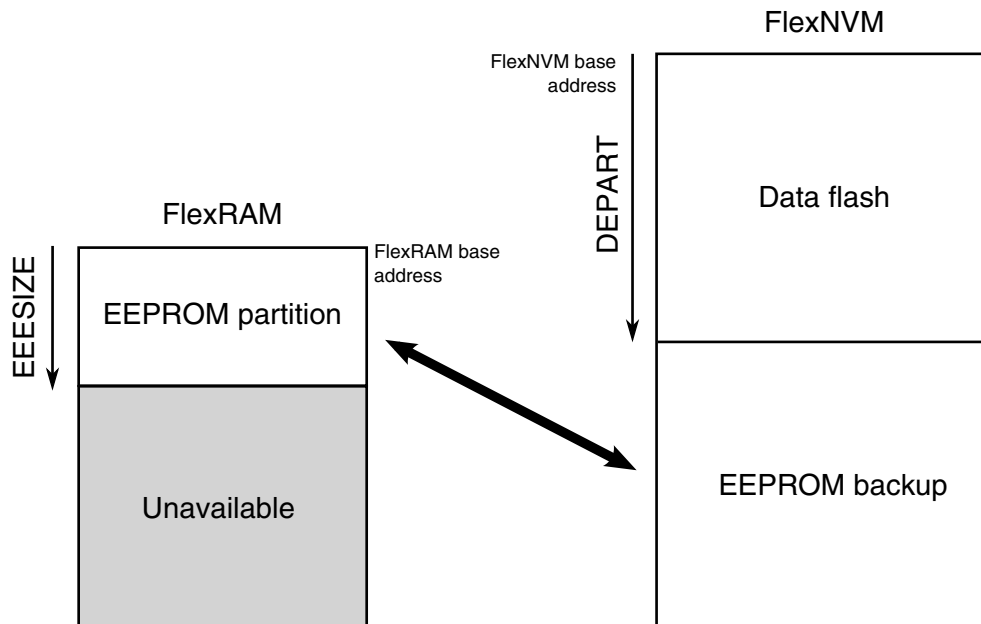 FlexNVM
FlexNVM base
address
DEPART
Data flash
FlexRAM
FlexRAM base
address
EEESIZE
EEPROM partition
Unavailable
EEPROM backup